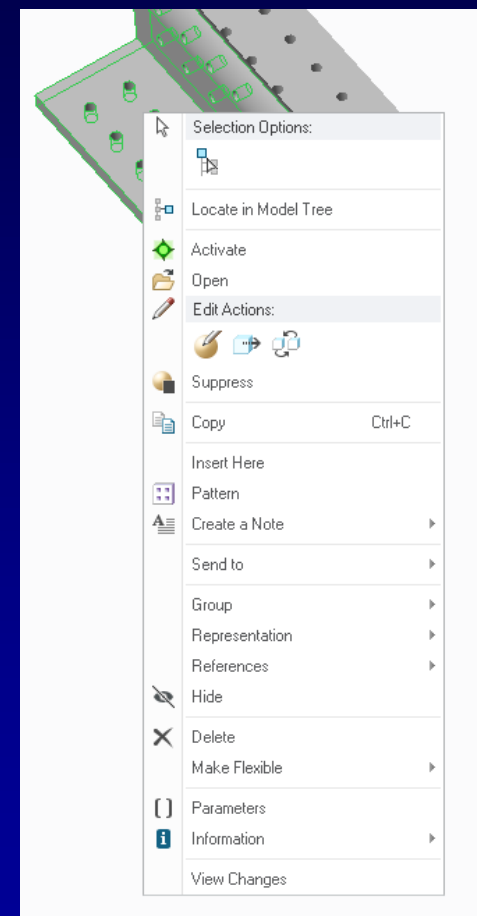 Selection Options:
Locate in Model Tree
Activate
Open
Edit Actions:
Suppress
Copy Ctrl+C
Insert Here
Pattern
Create a Note
Send to
Group
Representation
References
Hide
Delete
Make Flexible
Parameters
Information
View Changes